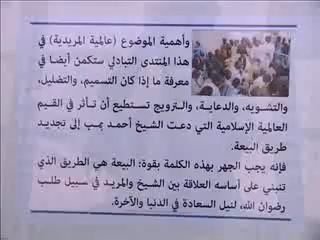 وأهمية الموضوع (عالمية المريدية) في
هذا المنتدى التبادلي ستكمن أيضا في
معرفة ما إذا كان التسميم، والتضليل،
والتشويه، والدعاية، والترويج تستطيع أن تأثر في القيم
العالمية الإسلامية التي دعت الشيخ أحمد بمب إلى تجديد
طريق البيعة.
فإنه يجب الجهر بهذه الكلمة بقوة: البيعة هي الطريق الذي
تنبني على أساسه العلاقة بين الشيخ والمريد في سبيل طلب
رضوان الله، لنيل السعادة في الدنيا والآخرة.